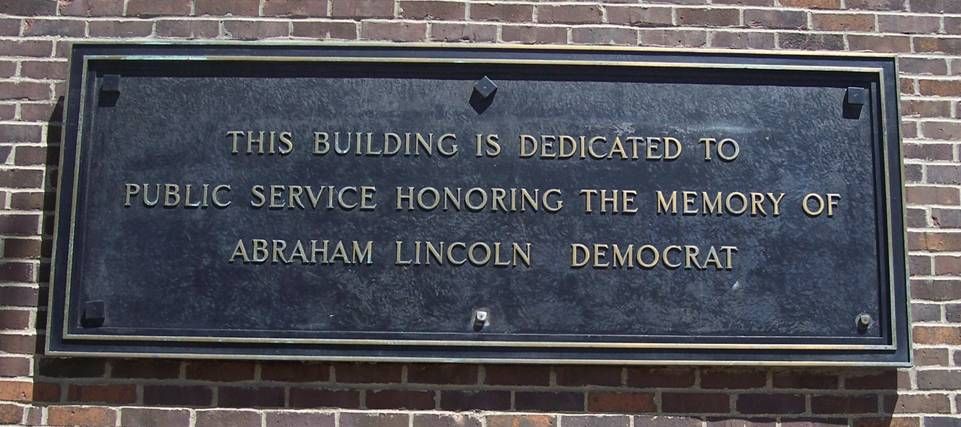 THIS BUILDING IS DEDICATED TO
PUBLIC SERVICE HONORING THE MEMORY OF
ABRAHAM LINCOLN DEMOCRAT